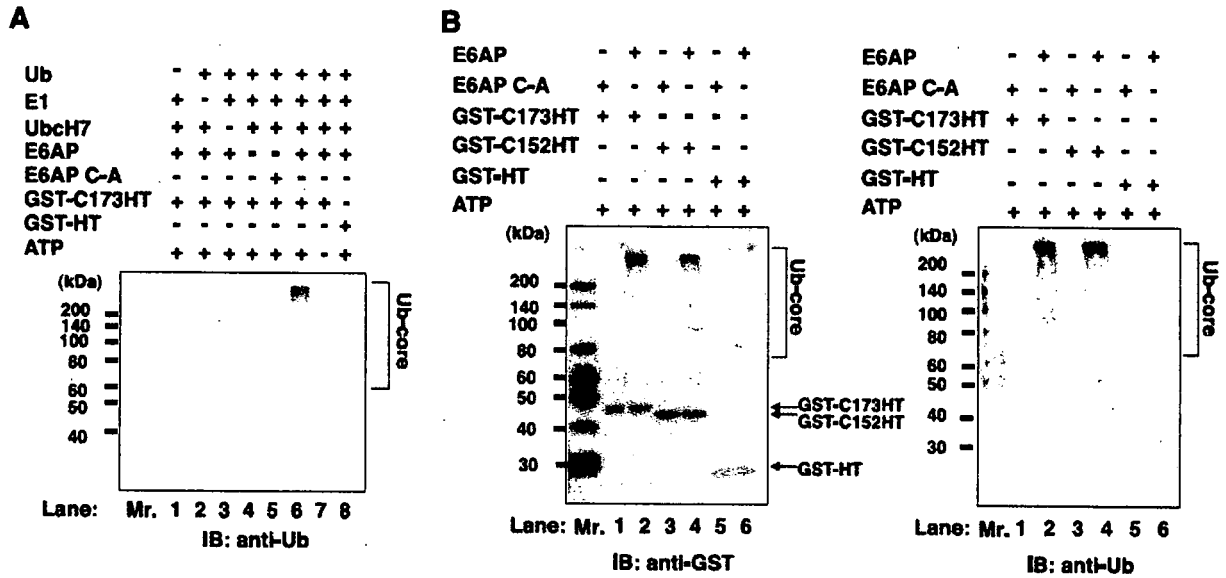 A
Ub - + + + + + + +
E1 + - + + + + + +
UbcH7 + + - + + + + +
E6AP + + + - - + + +
E6AP C-A - - - - + - - -
GST-C173HT + + + + + + + -
GST-HT - - - - - - - +
ATP + + + + + + - +
(kDa)
200
140
100
80
60
50
40
Ub-core
Lane: Mr. 1 2 3 4 5 6 7 8
IB: anti-Ub
B
E6AP - + - + - +
E6AP C-A + - + - + -
GST-C173HT + + - - - -
GST-C152HT - - + + - -
GST-HT - - - - + +
ATP + + + + + +
(kDa)
200
140
100
80
60
50
40
30
Ub-core
GST-C173HT
GST-C152HT
GST-HT
Lane: Mr. 1 2 3 4 5 6
IB: anti-GST
E6AP - + - + - +
E6AP C-A + - + - + -
GST-C173HT + + - - - -
GST-C152HT - - + + - -
GST-HT - - - - + +
ATP + + + + + +
(kDa)
200
140
100
80
60
50
40
30
Ub-core
Lane: Mr. 1 2 3 4 5 6
IB: anti-Ub